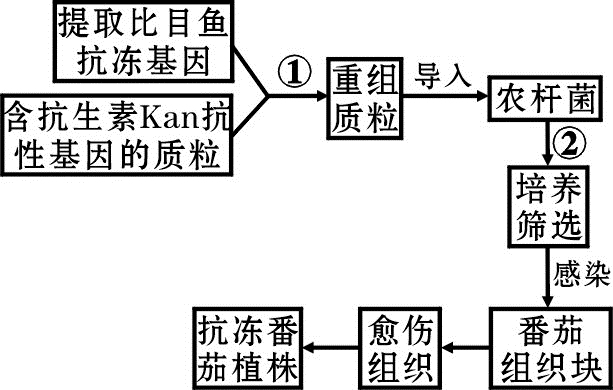 提取比目鱼
抗冻基因
含抗生素Kan抗
性基因的质粒
①
重组
质粒
导入
农杆菌
②
培养
筛选
感染
番茄
组织块
愈伤
组织
抗冻番
茄植株